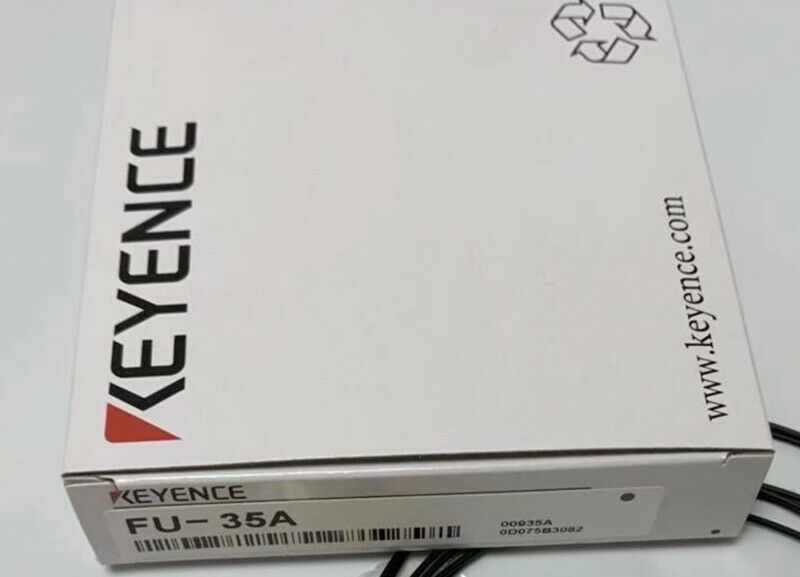 KEYENCE
www.keyence.com
KEYENCE
FU-35A
00935A
0D075B3082